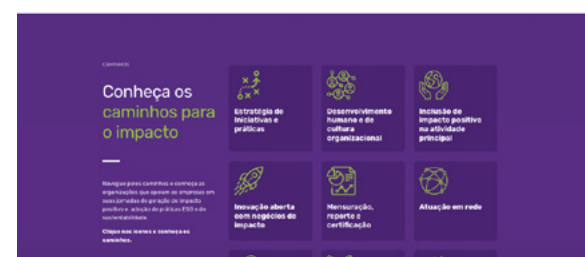 CAMINHOS
Conheça os
caminhos para
o impacto
Navegue pelos caminhos e conheça as
organizações que apoiam as empresas em
suas jornadas de geração de impacto
positivo e adoção de práticas ESG e de
sustentabilidade.
Clique nos ícones e conheça os
caminhos.
Estratégia de
iniciativas e
práticas
Desenvolvimento
humano e de
cultura
organizacional
Inclusão de
impacto positivo
na atividade
principal
Inovação aberta
com negócios de
impacto
Mensuração,
reporte e
certificação
Atuação em rede